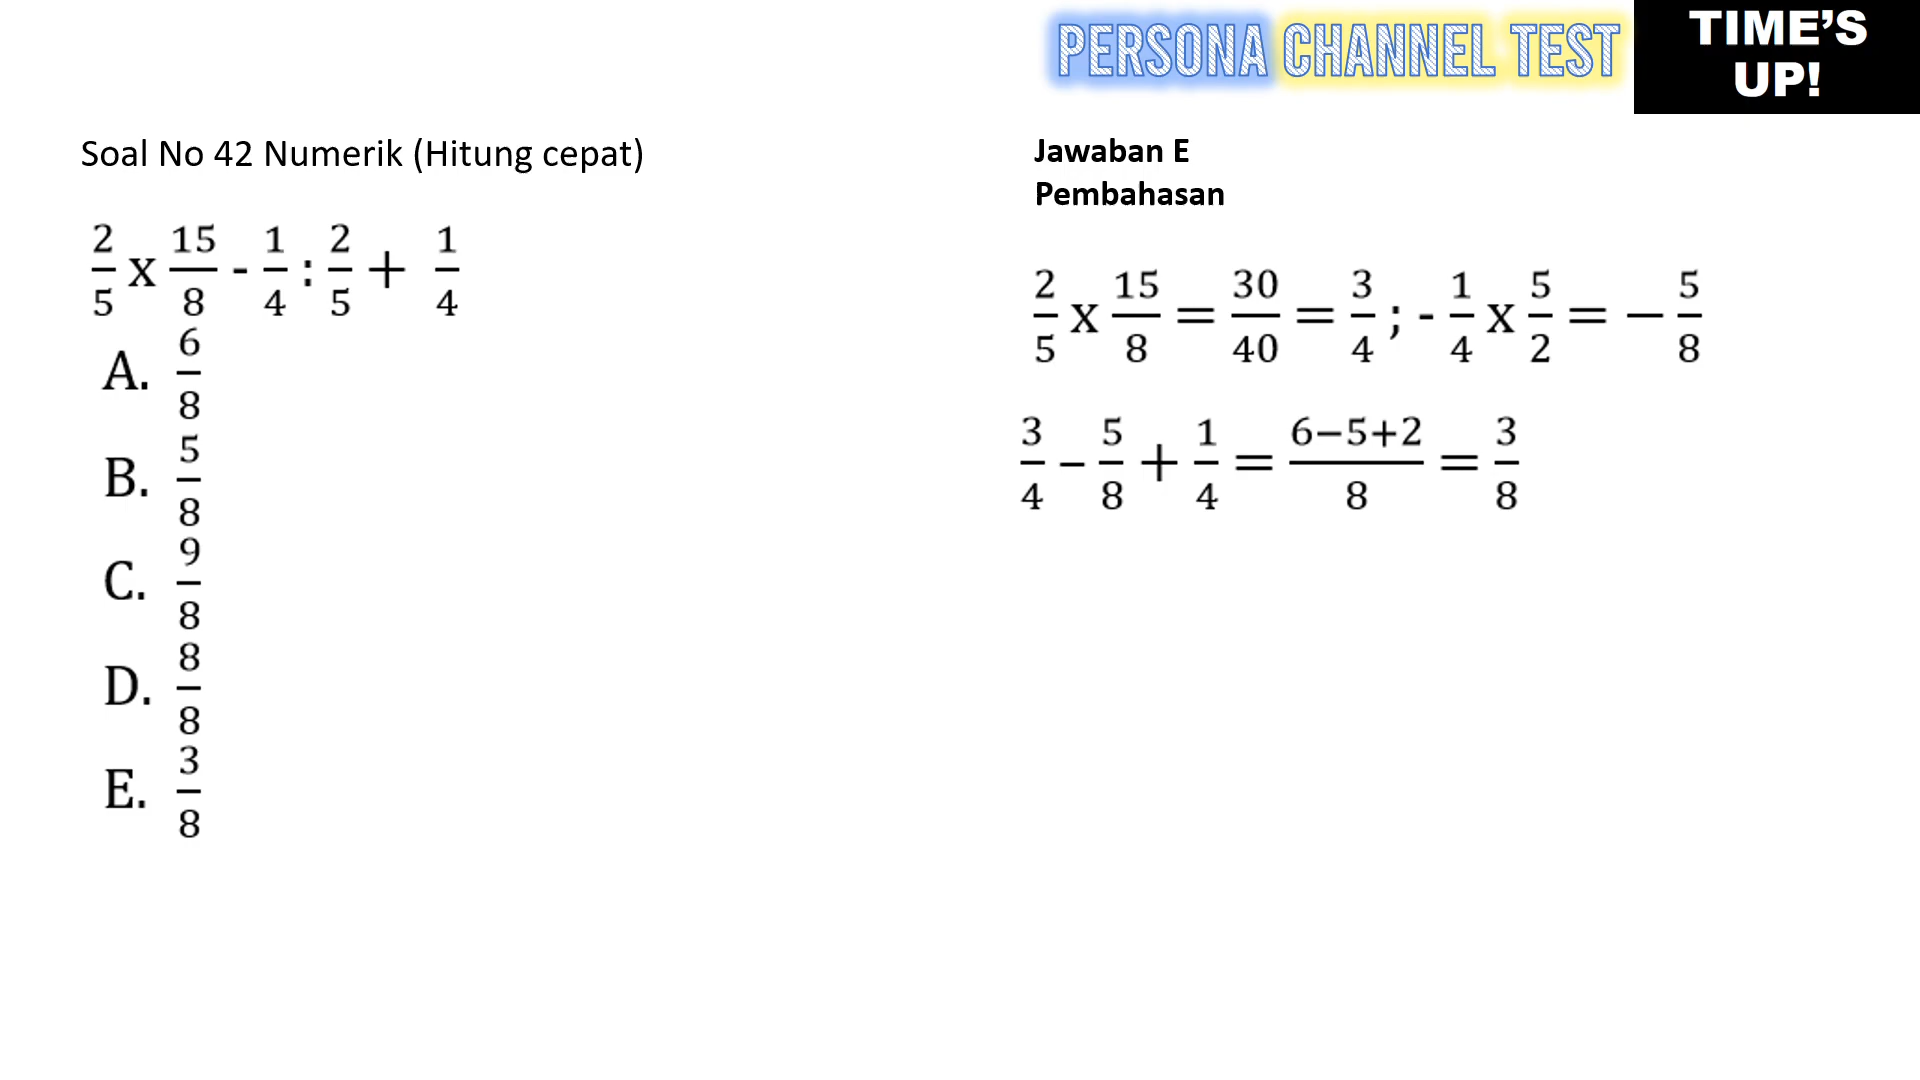 PERSONA CHANNEL TEST
TIME'S
UP!
Soal No 42 Numerik (Hitung cepat)
2/5 x 15/8 - 1/4 : 2/5 + 1/4
A. 6/8
B. 5/8
C. 9/8
D. 8/8
E. 3/8
Jawaban E
Pembahasan
2/5 x 15/8 = 30/40 = 3/4 ; - 1/4 x 5/2 = − 5/8
3/4 − 5/8 + 1/4 = 6−5+2/8 = 3/8